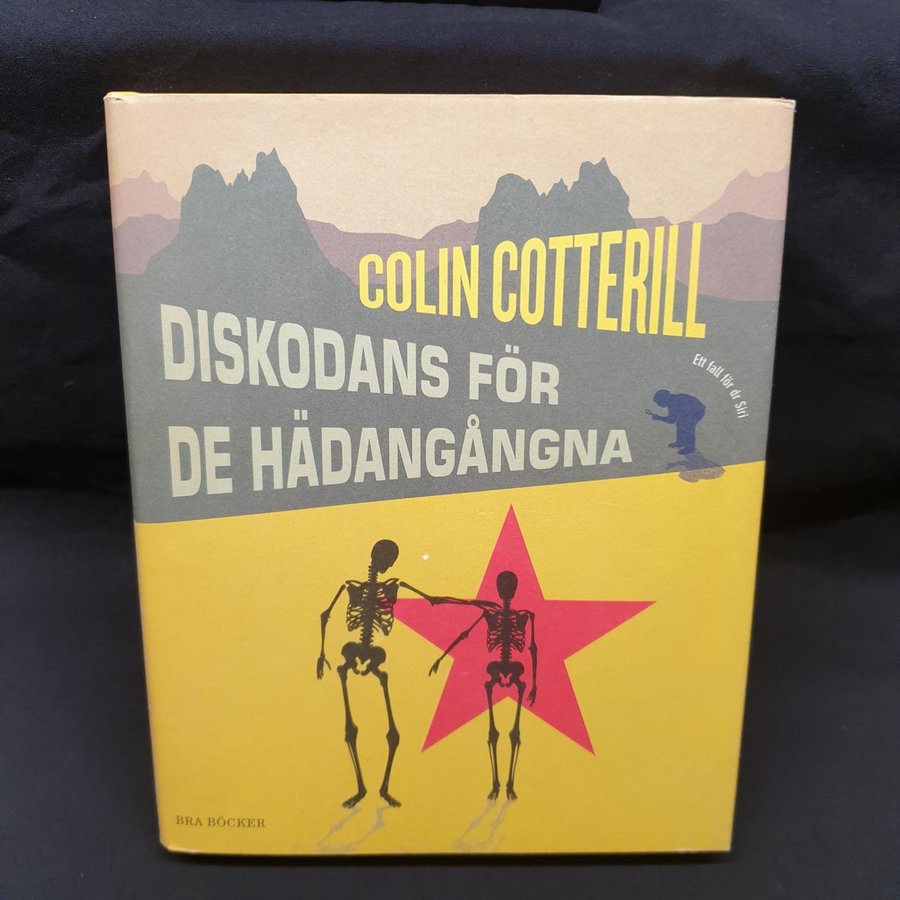 COLIN COTTERILL
DISKODANS FÖR
DE HÄDANGÅNGNA
Ett fall för dr Siri
BRA BÖCKER